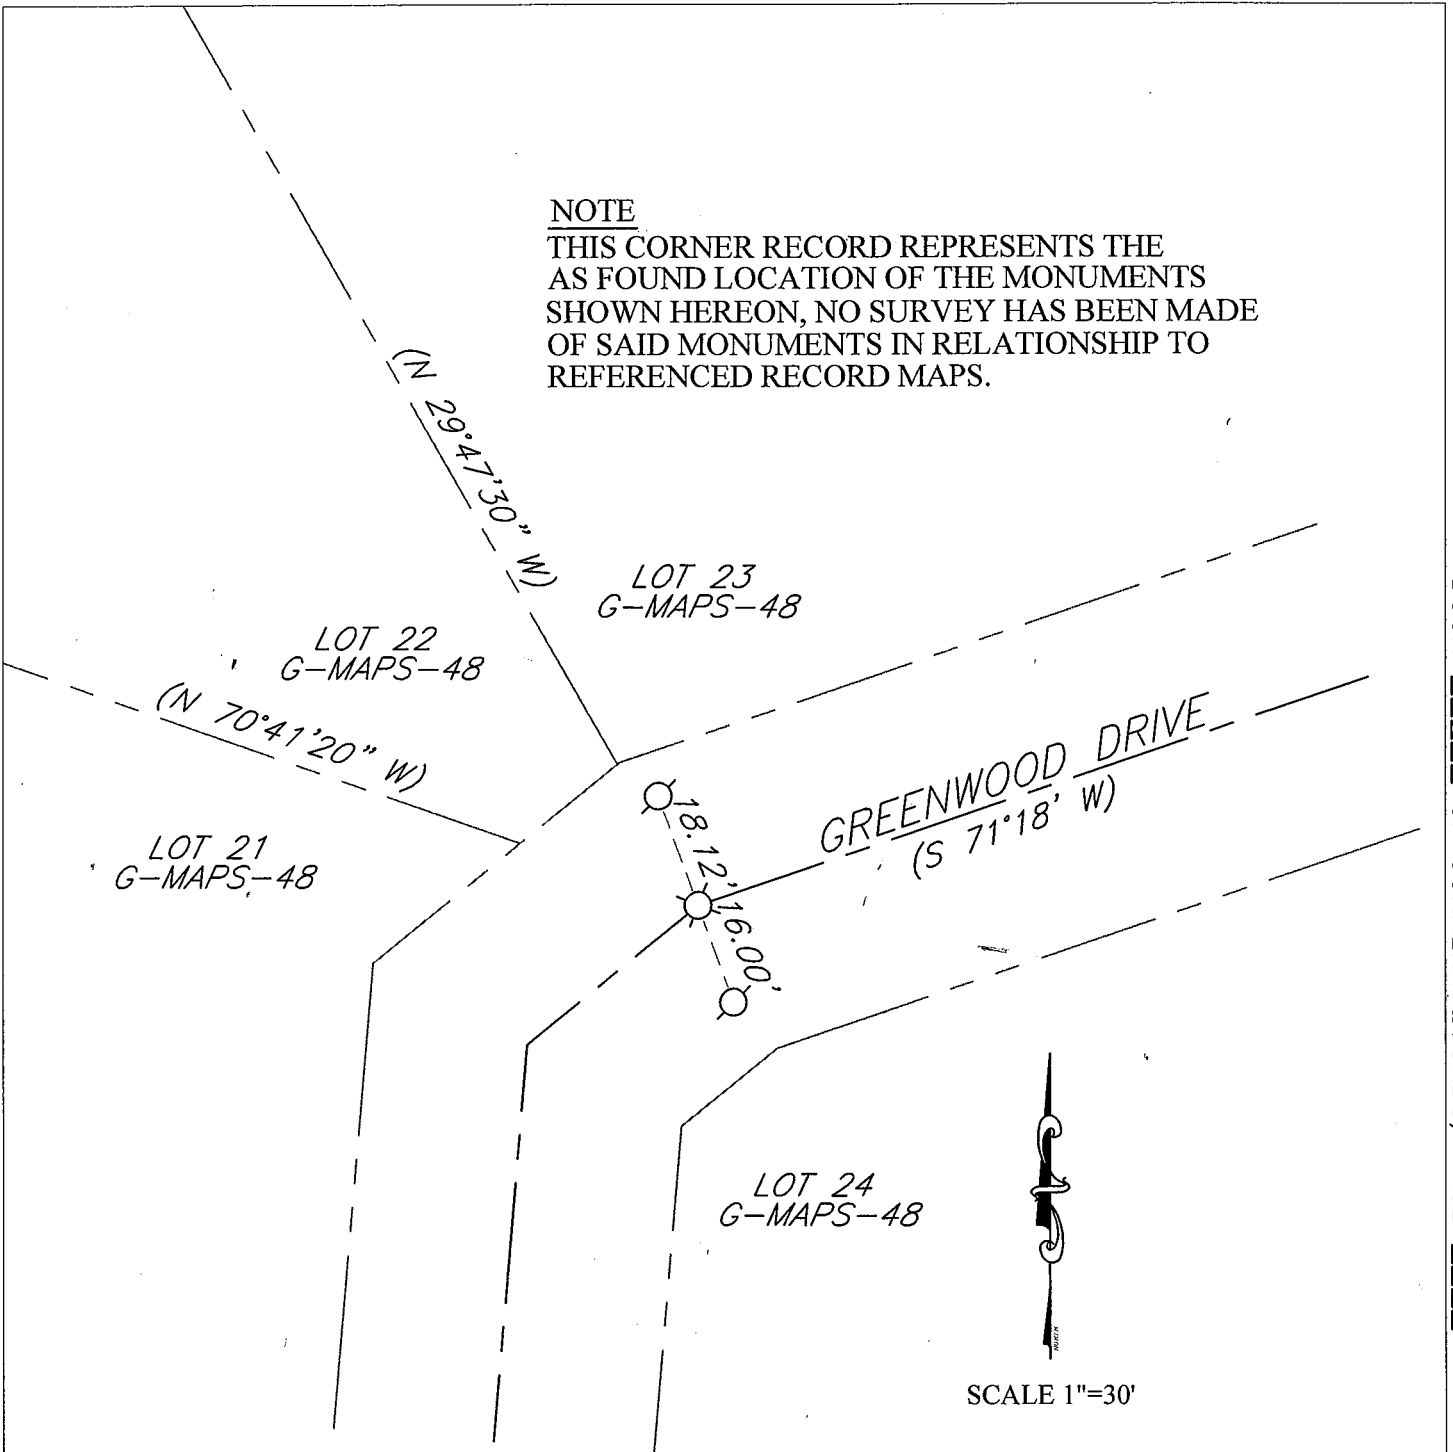 NOTE
THIS CORNER RECORD REPRESENTS THE
AS FOUND LOCATION OF THE MONUMENTS
SHOWN HEREON, NO SURVEY HAS BEEN MADE
OF SAID MONUMENTS IN RELATIONSHIP TO
REFERENCED RECORD MAPS.
(N 29°47'30" W)
LOT 23
G-MAPS-48
LOT 22
G-MAPS-48
(N 70°41'20" W)
LOT 21
G-MAPS-48
GREENWOOD DRIVE
(S 71°18' W)
18.12'
16.00'
LOT 24
G-MAPS-48
NORTH
SCALE 1"=30'